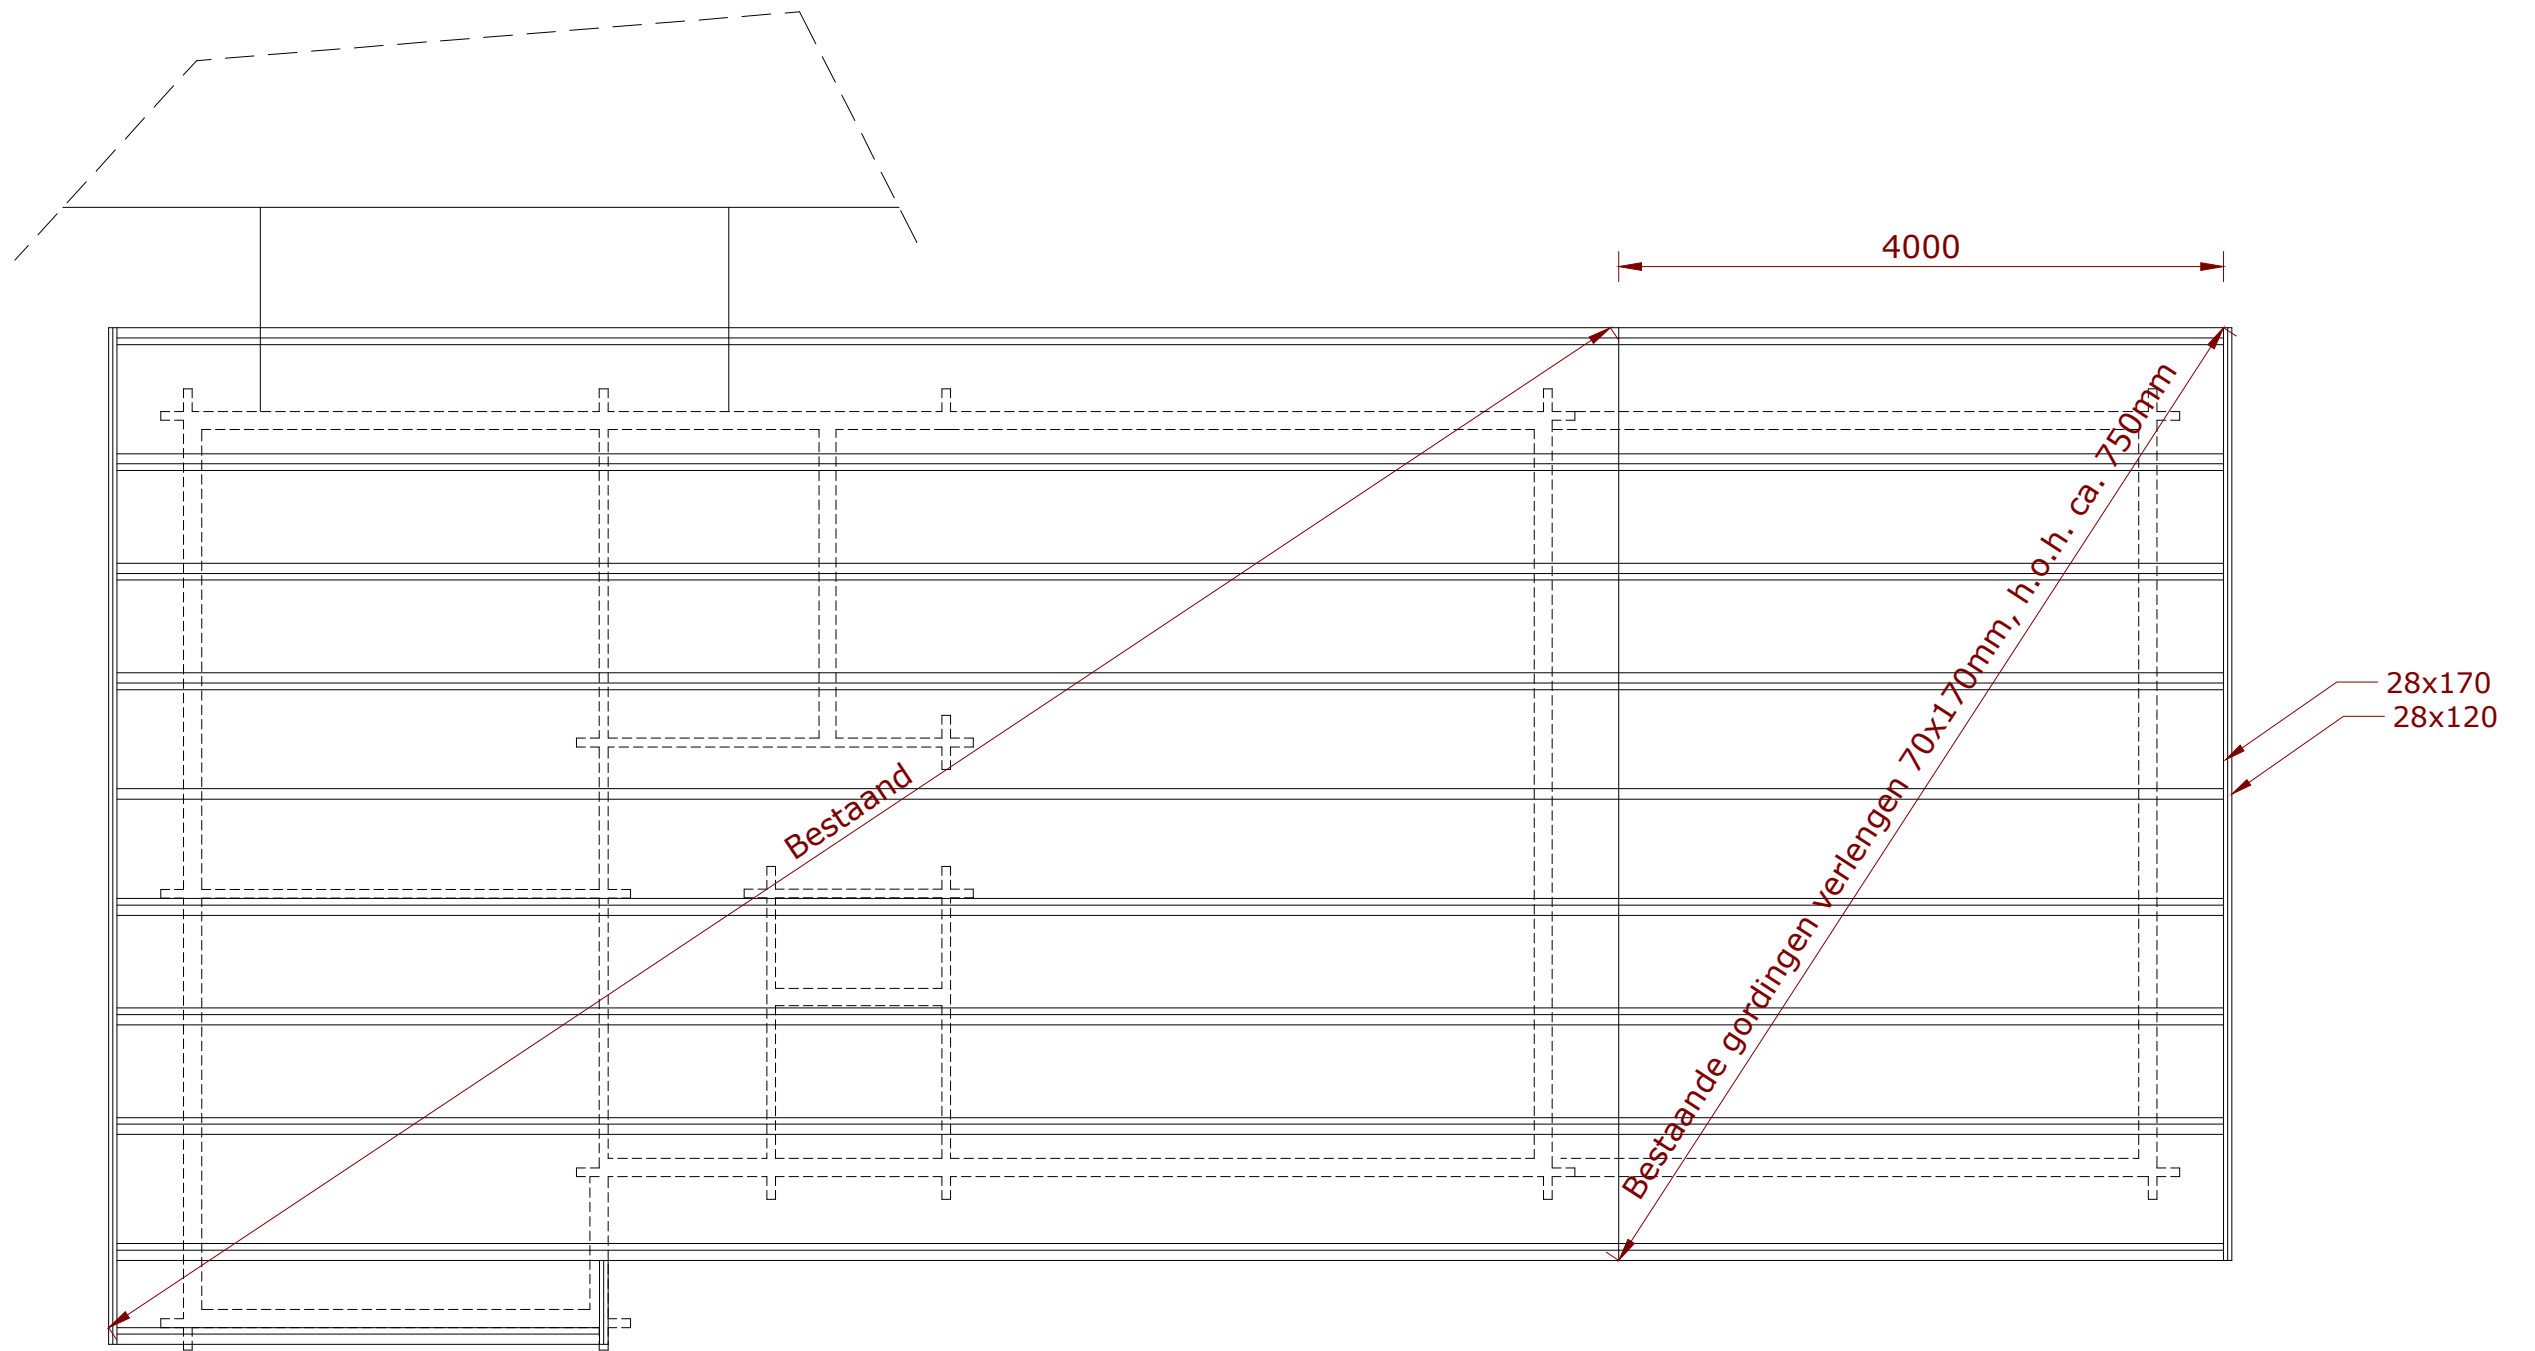 4000
Bestaande gordingen verlengen 70x170mm, h.o.h. ca. 750mm
28x170
28x120
Bestaand